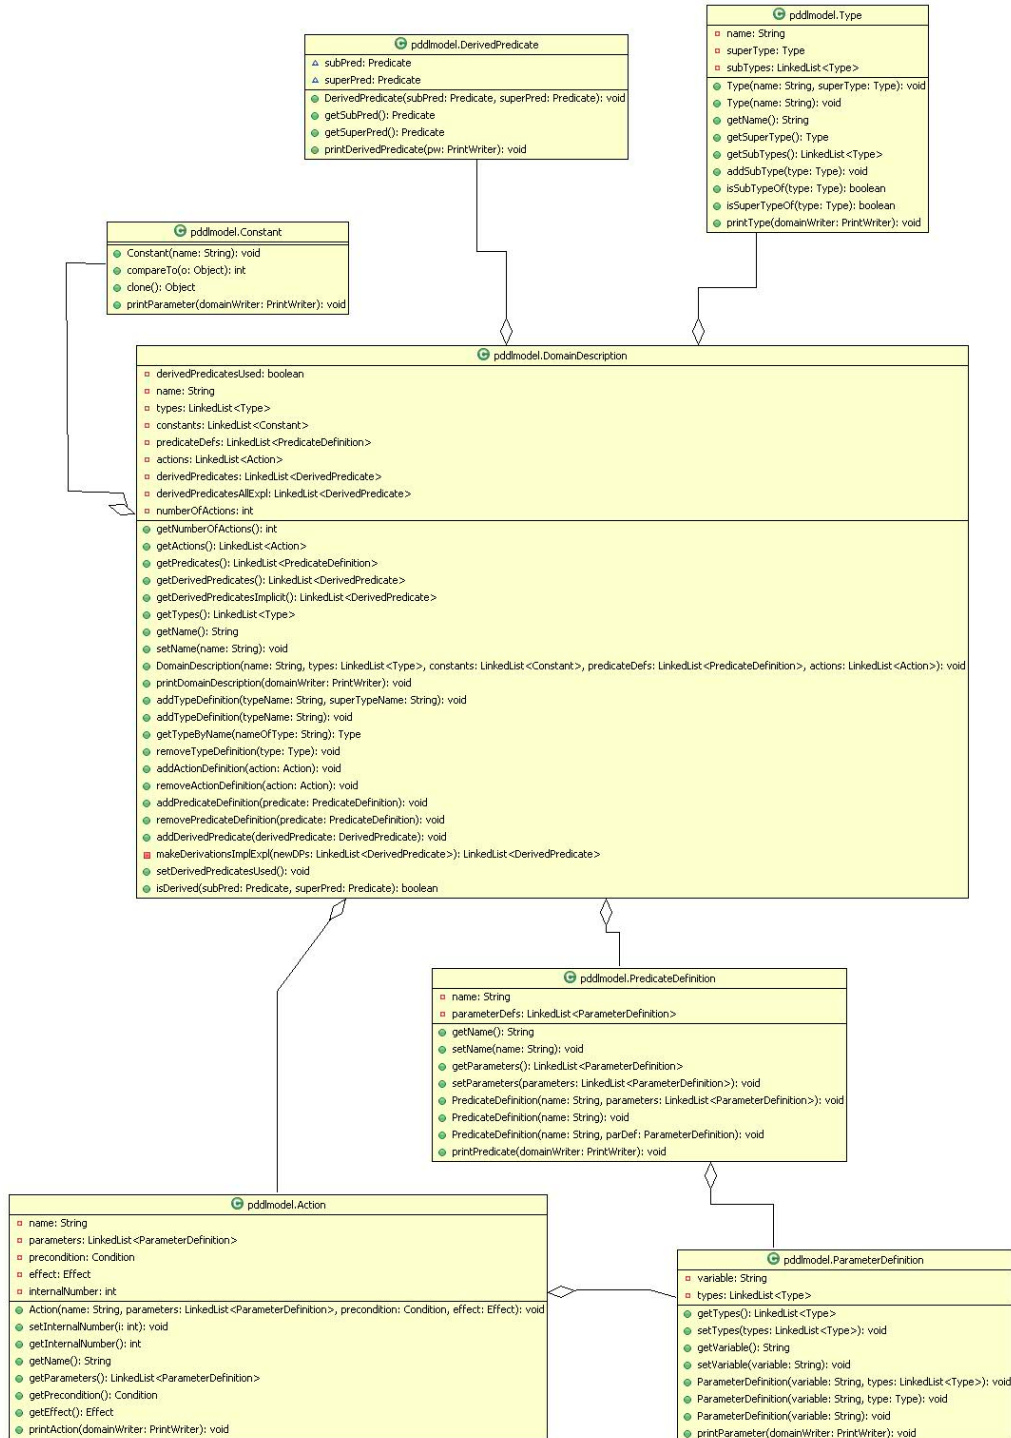 pddlmodel.Type
name: String
superType: Type
subTypes: LinkedList<Type>
Type(name: String, superType: Type): void
Type(name: String): void
getName(): String
getSuperType(): Type
getSubTypes(): LinkedList<Type>
addSubType(type: Type): void
isSubTypeOf(type: Type): boolean
isSuperTypeOf(type: Type): boolean
printType(domainWriter: PrintWriter): void
pddlmodel.DerivedPredicate
subPred: Predicate
superPred: Predicate
DerivedPredicate(subPred: Predicate, superPred: Predicate): void
getSubPred(): Predicate
getSuperPred(): Predicate
printDerivedPredicate(pw: PrintWriter): void
pddlmodel.Constant
Constant(name: String): void
compareTo(o: Object): int
clone(): Object
printParameter(domainWriter: PrintWriter): void
pddlmodel.DomainDescription
derivedPredicatesUsed: boolean
name: String
types: LinkedList<Type>
constants: LinkedList<Constant>
predicateDefs: LinkedList<PredicateDefinition>
actions: LinkedList<Action>
derivedPredicates: LinkedList<DerivedPredicate>
derivedPredicatesAllExpl: LinkedList<DerivedPredicate>
numberOfActions: int
getNumberOfActions(): int
getActions(): LinkedList<Action>
getPredicates(): LinkedList<PredicateDefinition>
getDerivedPredicates(): LinkedList<DerivedPredicate>
getDerivedPredicatesImplicit(): LinkedList<DerivedPredicate>
getTypes(): LinkedList<Type>
getName(): String
setName(name: String): void
DomainDescription(name: String, types: LinkedList<Type>, constants: LinkedList<Constant>, predicateDefs: LinkedList<PredicateDefinition>, actions: LinkedList<Action>): void
printDomainDescription(domainWriter: PrintWriter): void
addTypeDefinition(typeName: String, superTypeName: String): void
addTypeDefinition(typeName: String): void
getTypeByName(nameOfType: String): Type
removeTypeDefinition(type: Type): void
addActionDefinition(action: Action): void
removeActionDefinition(action: Action): void
addPredicateDefinition(predicate: PredicateDefinition): void
removePredicateDefinition(predicate: PredicateDefinition): void
addDerivedPredicate(derivedPredicate: DerivedPredicate): void
makeDerivationsImplExpl(newDPs: LinkedList<DerivedPredicate>): LinkedList<DerivedPredicate>
setDerivedPredicatesUsed(): void
isDerived(subPred: Predicate, superPred: Predicate): boolean
pddlmodel.PredicateDefinition
name: String
parameterDefs: LinkedList<ParameterDefinition>
getName(): String
setName(name: String): void
getParameters(): LinkedList<ParameterDefinition>
setParameters(parameters: LinkedList<ParameterDefinition>): void
PredicateDefinition(name: String, parameters: LinkedList<ParameterDefinition>): void
PredicateDefinition(name: String): void
PredicateDefinition(name: String, parDef: ParameterDefinition): void
printPredicate(domainWriter: PrintWriter): void
pddlmodel.Action
name: String
parameters: LinkedList<ParameterDefinition>
precondition: Condition
effect: Effect
internalNumber: int
Action(name: String, parameters: LinkedList<ParameterDefinition>, precondition: Condition, effect: Effect): void
setInternalNumber(i: int): void
getInternalNumber(): int
getName(): String
getParameters(): LinkedList<ParameterDefinition>
getPrecondition(): Condition
getEffect(): Effect
printAction(domainWriter: PrintWriter): void
pddlmodel.ParameterDefinition
variable: String
types: LinkedList<Type>
getTypes(): LinkedList<Type>
setTypes(types: LinkedList<Type>): void
getVariable(): String
setVariable(variable: String): void
ParameterDefinition(variable: String, types: LinkedList<Type>): void
ParameterDefinition(variable: String, type: Type): void
ParameterDefinition(variable: String): void
printParameter(domainWriter: PrintWriter): void